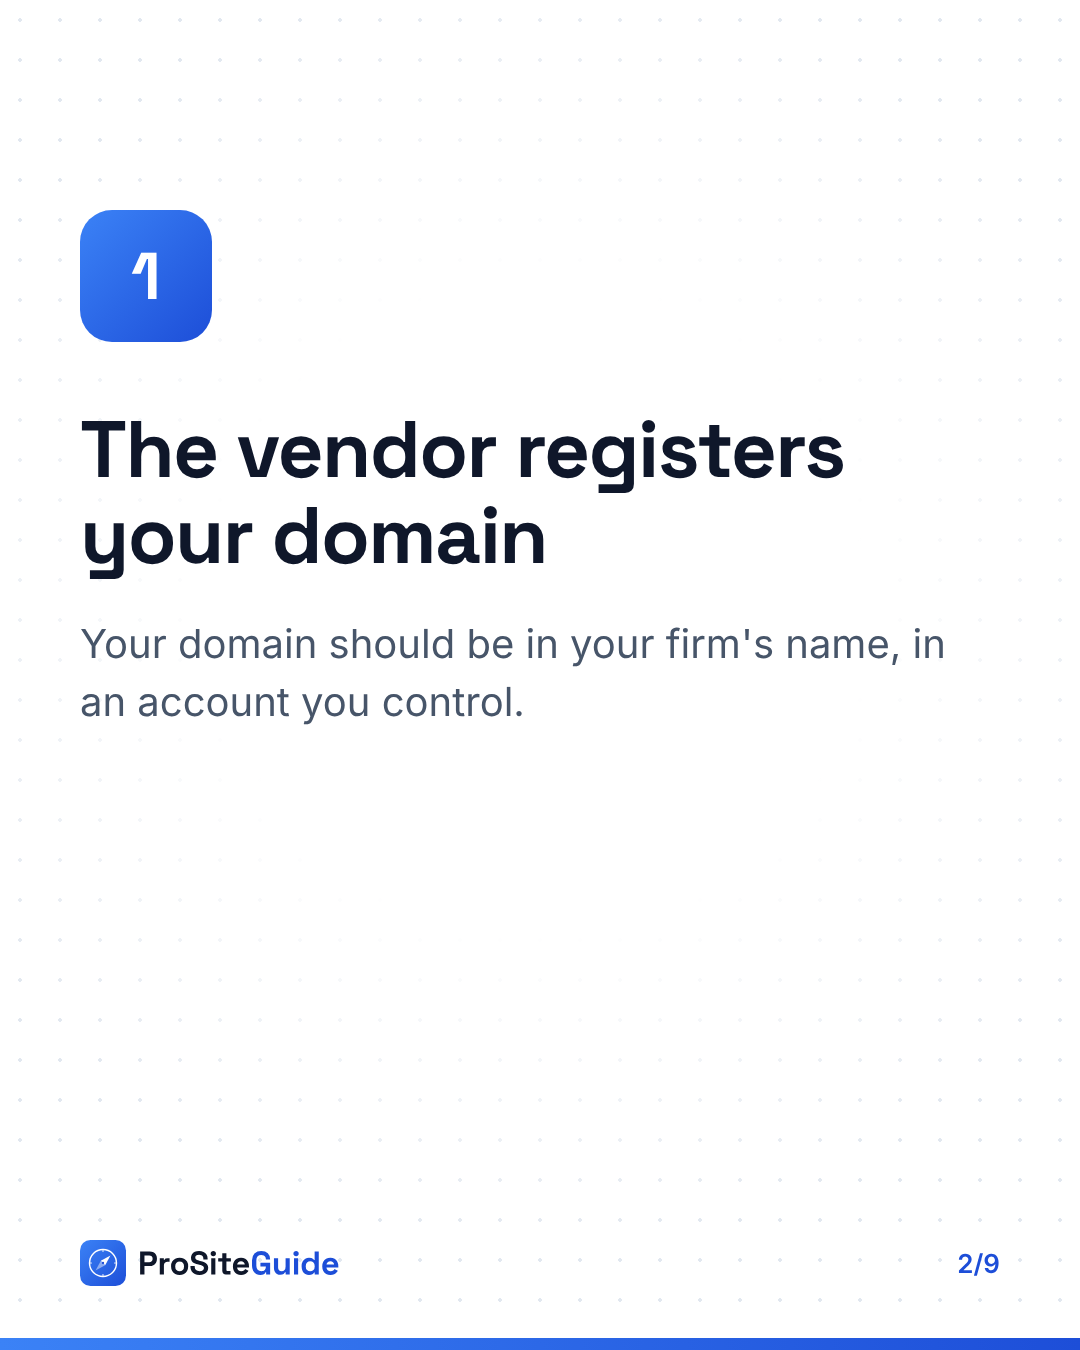 1
The vendor registers
your domain
Your domain should be in your firm's name, in
an account you control.
ProSiteGuide
2/9